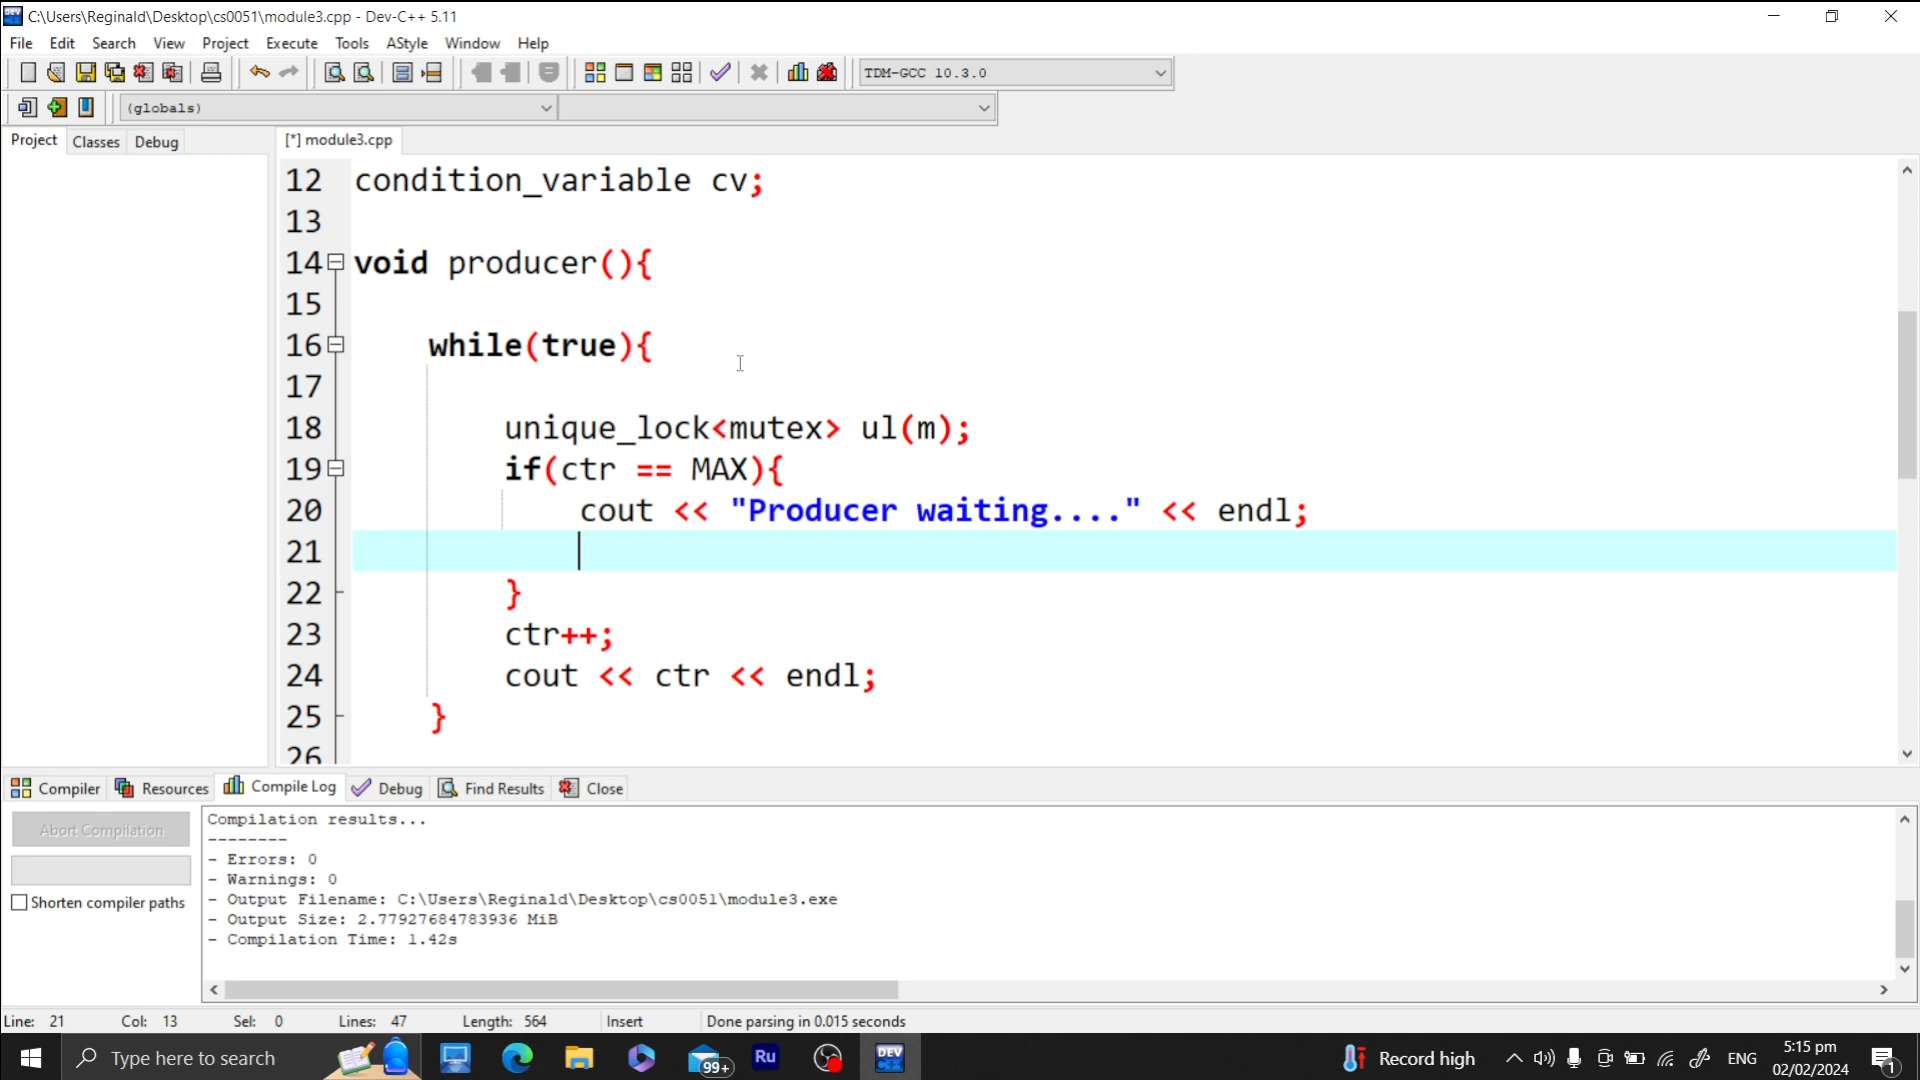 C:\Users\Reginald\Desktop\cs0051\module3.cpp - Dev-C++ 5.11
File Edit Search View Project Execute Tools AStyle Window Help
TDM-GCC 10.3.0
(globals)
Project Classes Debug
[*] module3.cpp
12 condition_variable cv;
13
14 void producer(){
15
16 while(true){
17
18 unique_lock<mutex> ul(m);
19 if(ctr == MAX){
20 cout << "Producer waiting...." << endl;
21
22 }
23 ctr++;
24 cout << ctr << endl;
25 }
26
Compiler Resources Compile Log Debug Find Results Close
Abort Compilation
Shorten compiler paths
Compilation results...
--------
- Errors: 0
- Warnings: 0
- Output Filename: C:\Users\Reginald\Desktop\cs0051\module3.exe
- Output Size: 2.77927684783936 MiB
- Compilation Time: 1.42s
Line: 21 Col: 13 Sel: 0 Lines: 47 Length: 564 Insert Done parsing in 0.015 seconds
Type here to search
99+
Ru
DEV
Record high
ENG
5:15 pm
02/02/2024
1